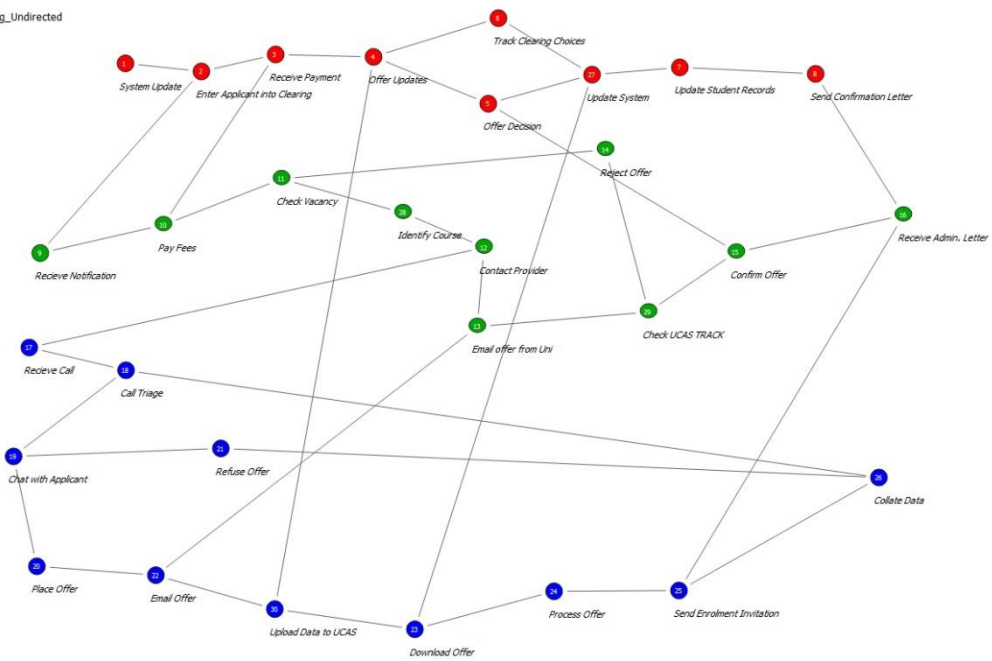 g_Undirected
6
Track Clearing Choices
1
System Update
2
Enter Applicant into Clearing
3
Receive Payment
4
Offer Updates
27
Update System
7
Update Student Records
8
Send Confirmation Letter
5
Offer Decision
14
Reject Offer
11
Check Vacancy
28
Identify Course
16
Receive Admin. Letter
10
Pay Fees
9
Recieve Notification
12
Contact Provider
15
Confirm Offer
29
Check UCAS TRACK
13
Email offer from Uni
17
Recieve Call
18
Call Triage
19
Chat with Applicant
21
Refuse Offer
26
Collate Data
20
Place Offer
22
Email Offer
30
Upload Data to UCAS
23
Download Offer
24
Process Offer
25
Send Enrolment Invitation